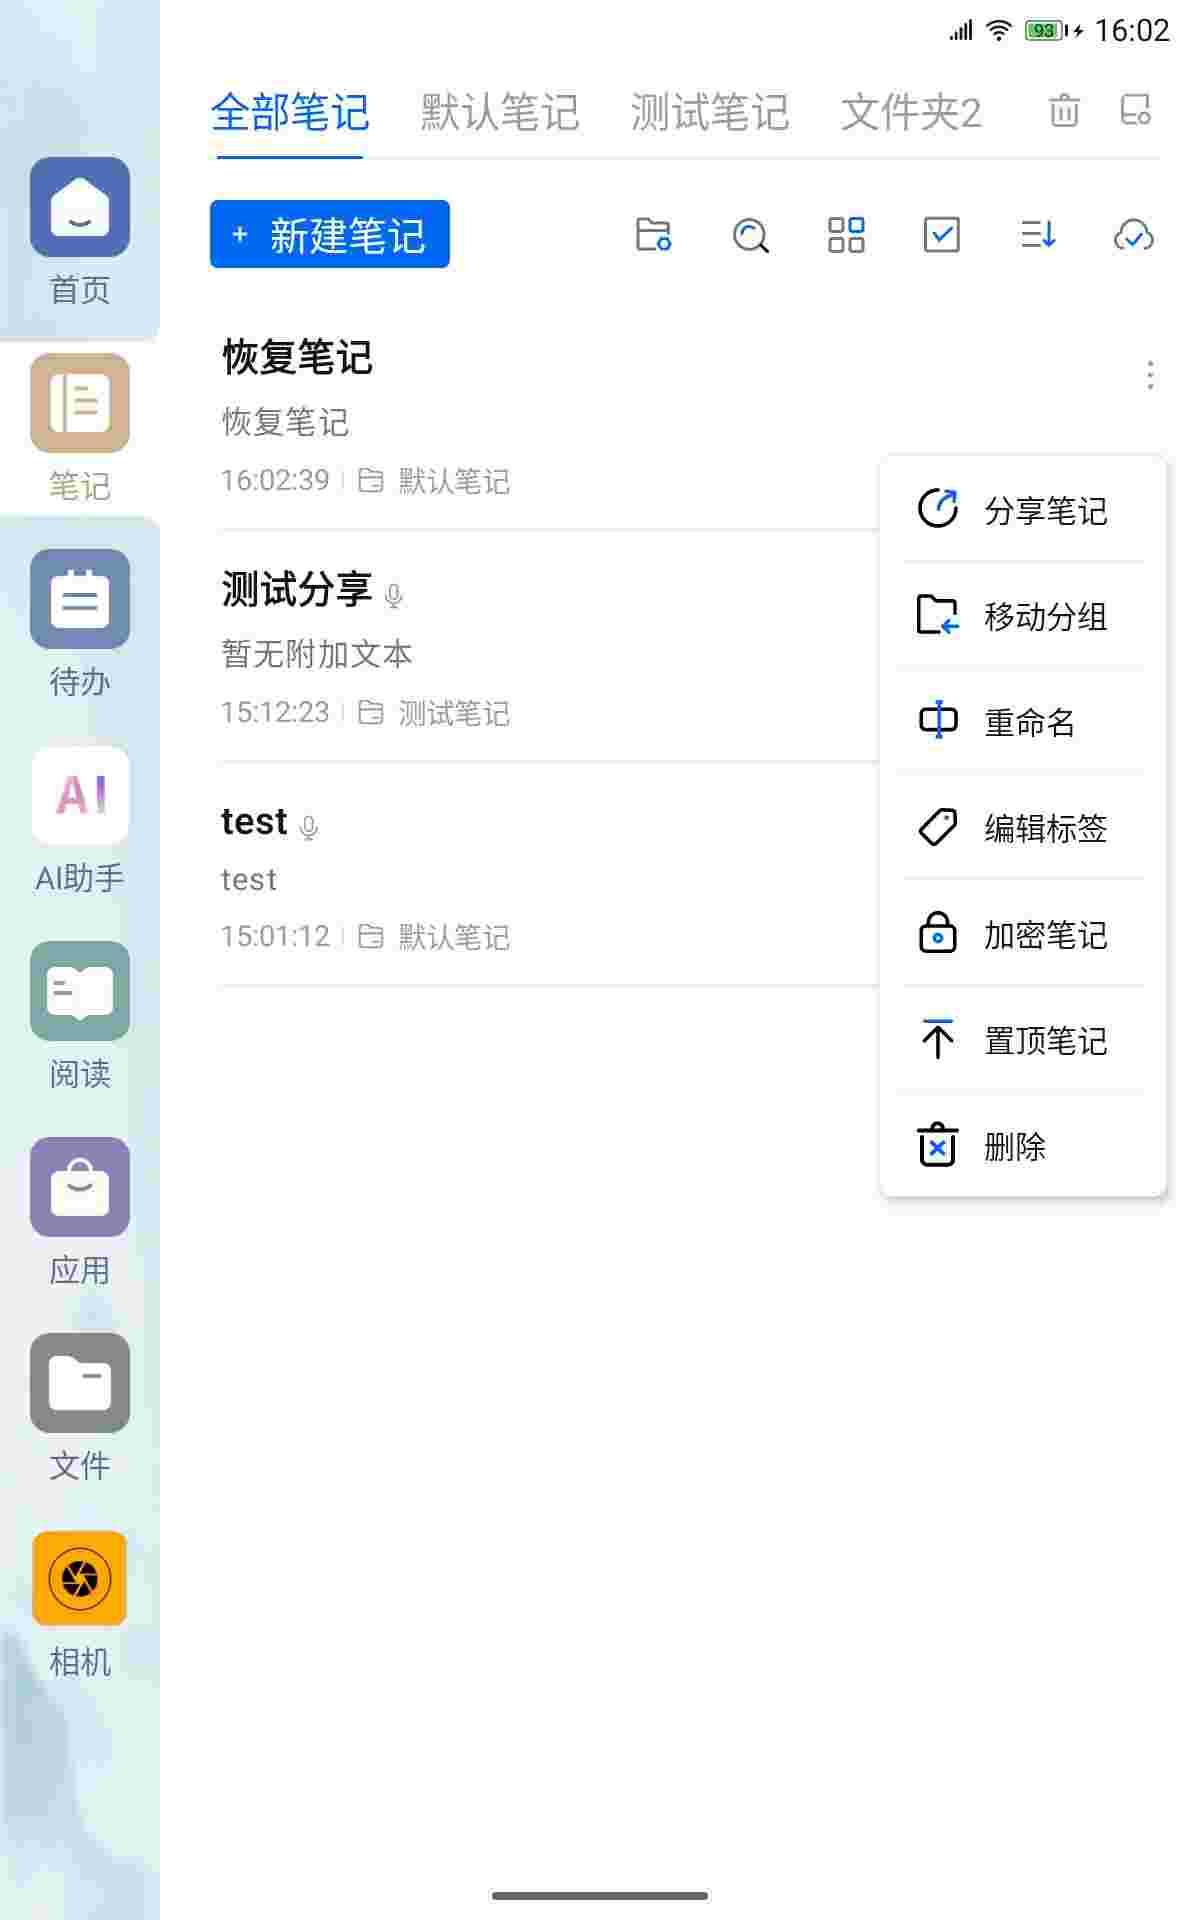 93 16:02
全部笔记 默认笔记 测试笔记 文件夹2
+ 新建笔记
首页
笔记
待办
AI
AI助手
阅读
应用
文件
相机
恢复笔记
恢复笔记
16:02:39 默认笔记
测试分享
暂无附加文本
15:12:23 测试笔记
test
test
15:01:12 默认笔记
分享笔记
移动分组
重命名
编辑标签
加密笔记
置顶笔记
删除